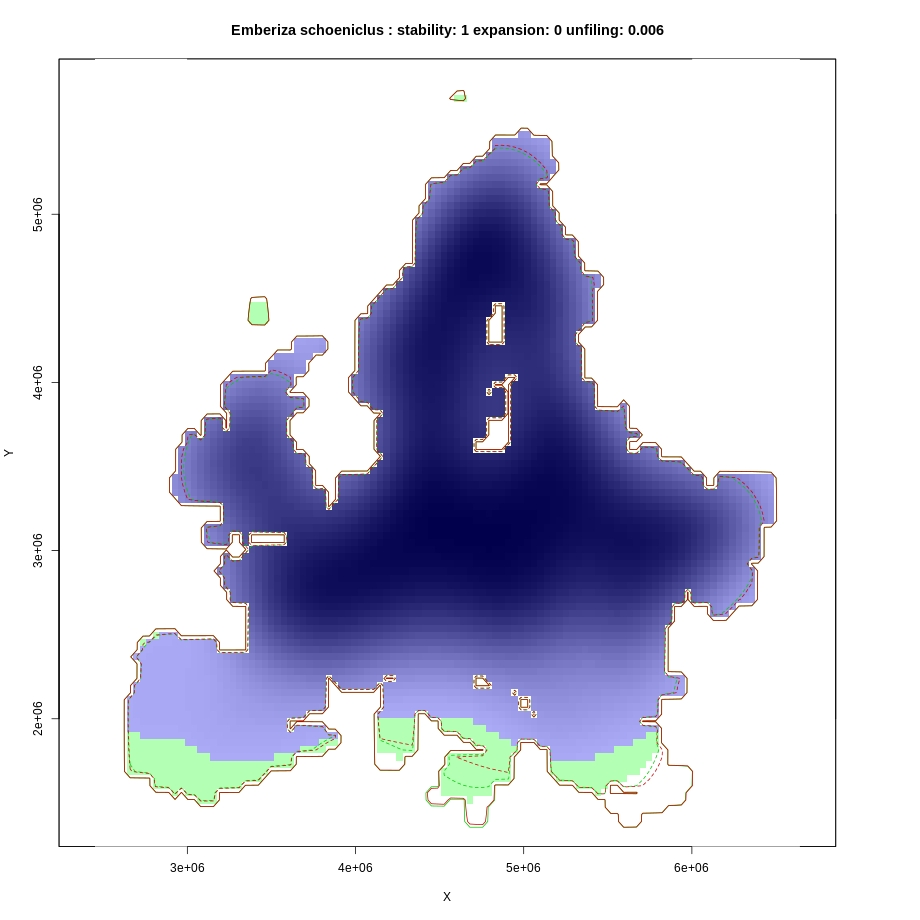 Emberiza schoeniclus : stability: 1 expansion: 0 unfiling: 0.006
5e+06
4e+06
Y
3e+06
2e+06
3e+06 4e+06 5e+06 6e+06
X